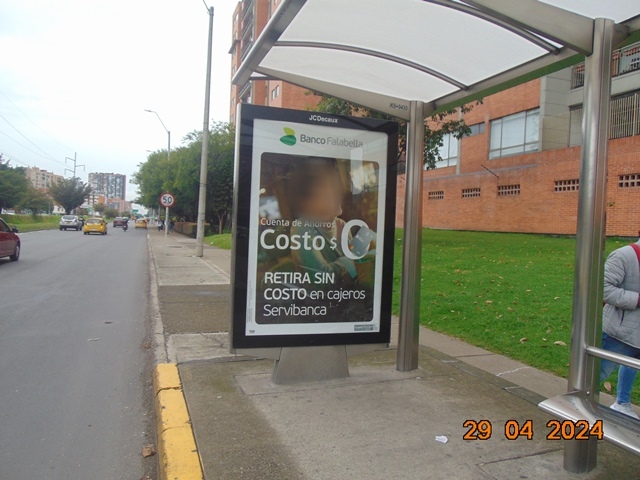 JCDecaux
Banco Falabella
50
Cuenta de Ahorros
Costo $0
RETIRA SIN
COSTO en cajeros
Servibanca
29 04 2024